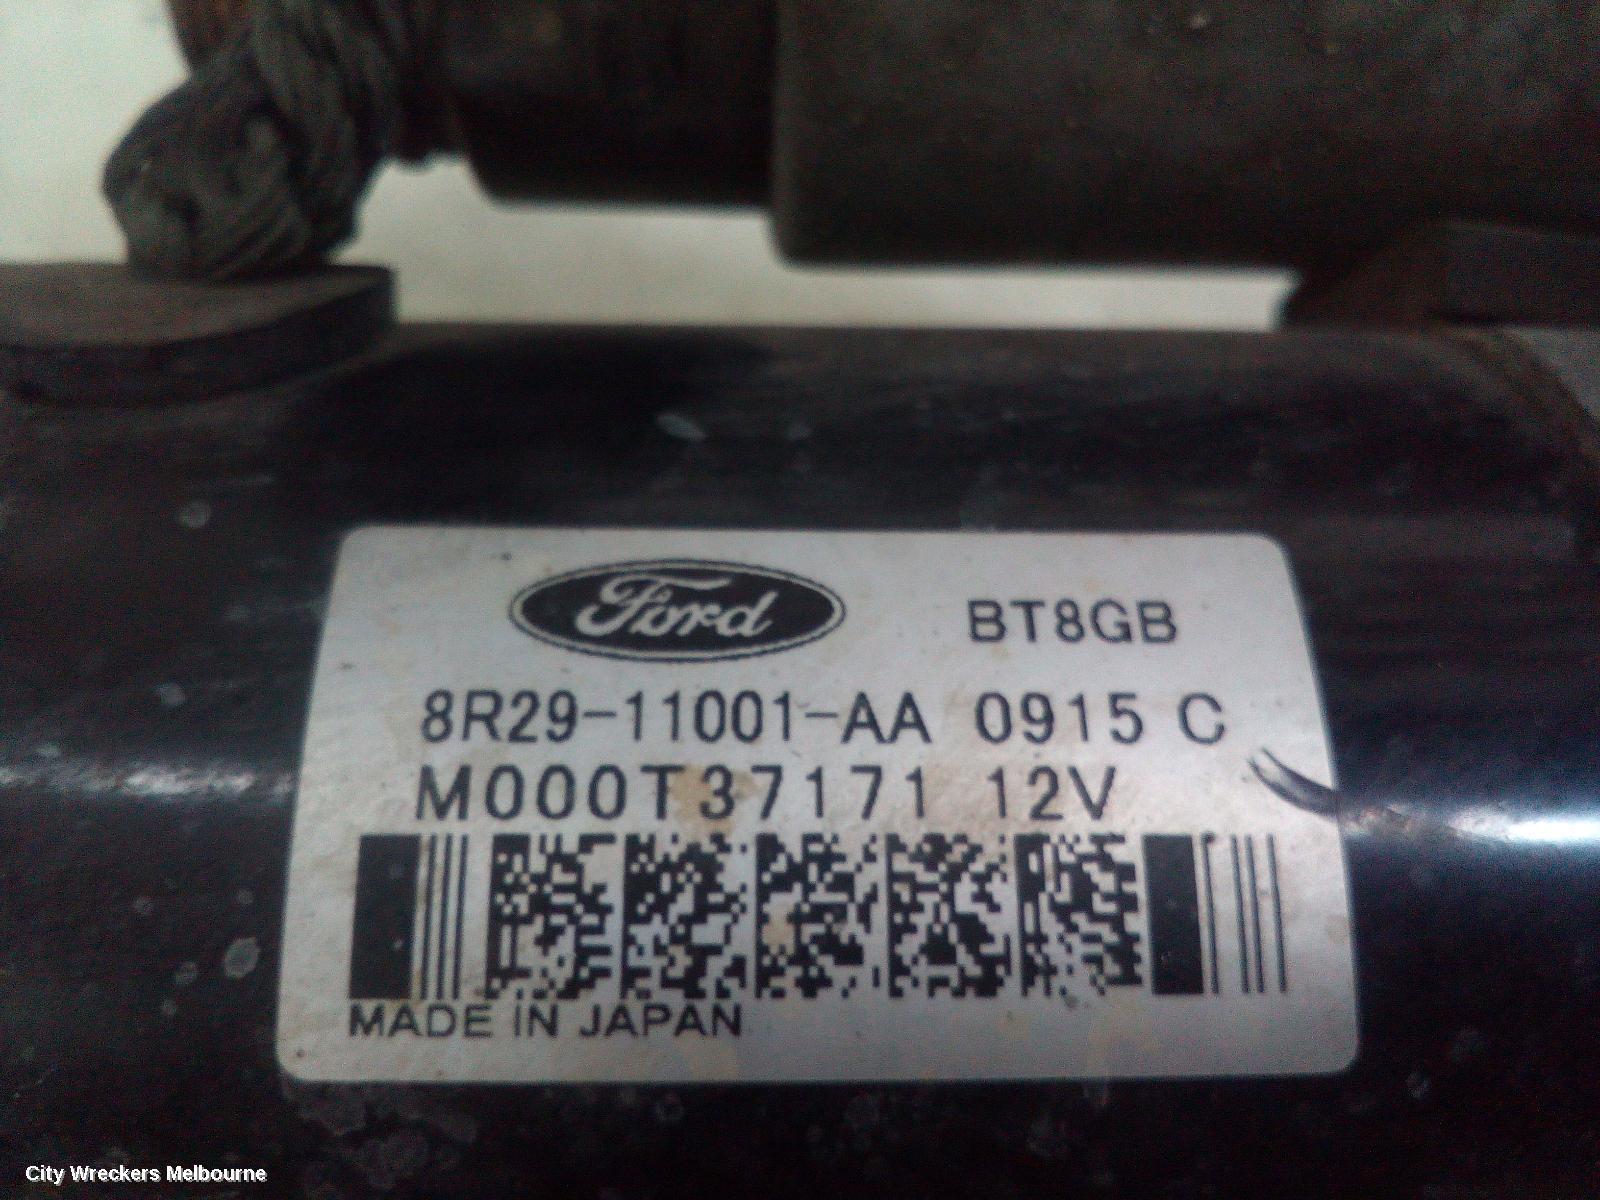 Ford BT8GB
8R29-11001-AA 0915 C
M000T37171 12V
MADE IN JAPAN
City Wreckers Melbourne